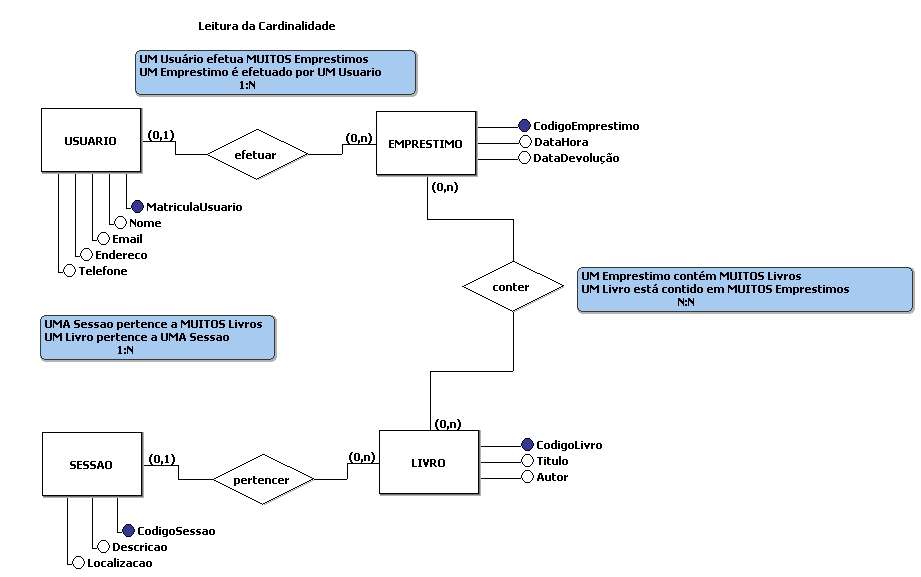 Leitura da Cardinalidade
UM Usuário efetua MUITOS Emprestimos
UM Emprestimo é efetuado por UM Usuario
1:N
USUARIO
(0,1)
efetuar
(0,n)
EMPRESTIMO
CodigoEmprestimo
DataHora
DataDevolução
(0,n)
MatriculaUsuario
Nome
Email
Endereco
Telefone
conter
UM Emprestimo contém MUITOS Livros
UM Livro está contido em MUITOS Emprestimos
N:N
UMA Sessao pertence a MUITOS Livros
UM Livro pertence a UMA Sessao
1:N
(0,n)
SESSAO
(0,1)
pertencer
(0,n)
LIVRO
CodigoLivro
Titulo
Autor
CodigoSessao
Descricao
Localizacao